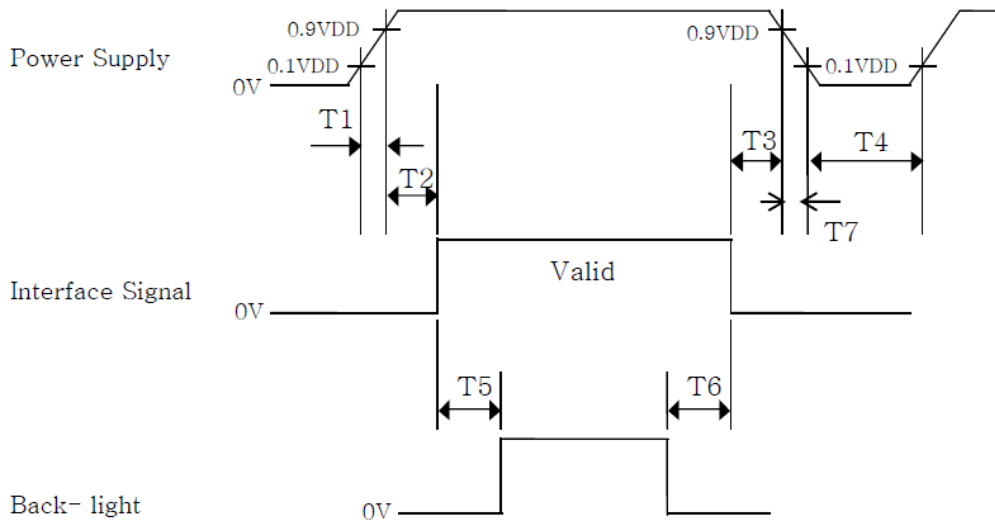 0.9VDD
0.9VDD
Power Supply
0.1VDD
0.1VDD
0V
T1
T3
T4
T2
T7
Valid
Interface Signal
0V
T5
T6
Back- light
0V